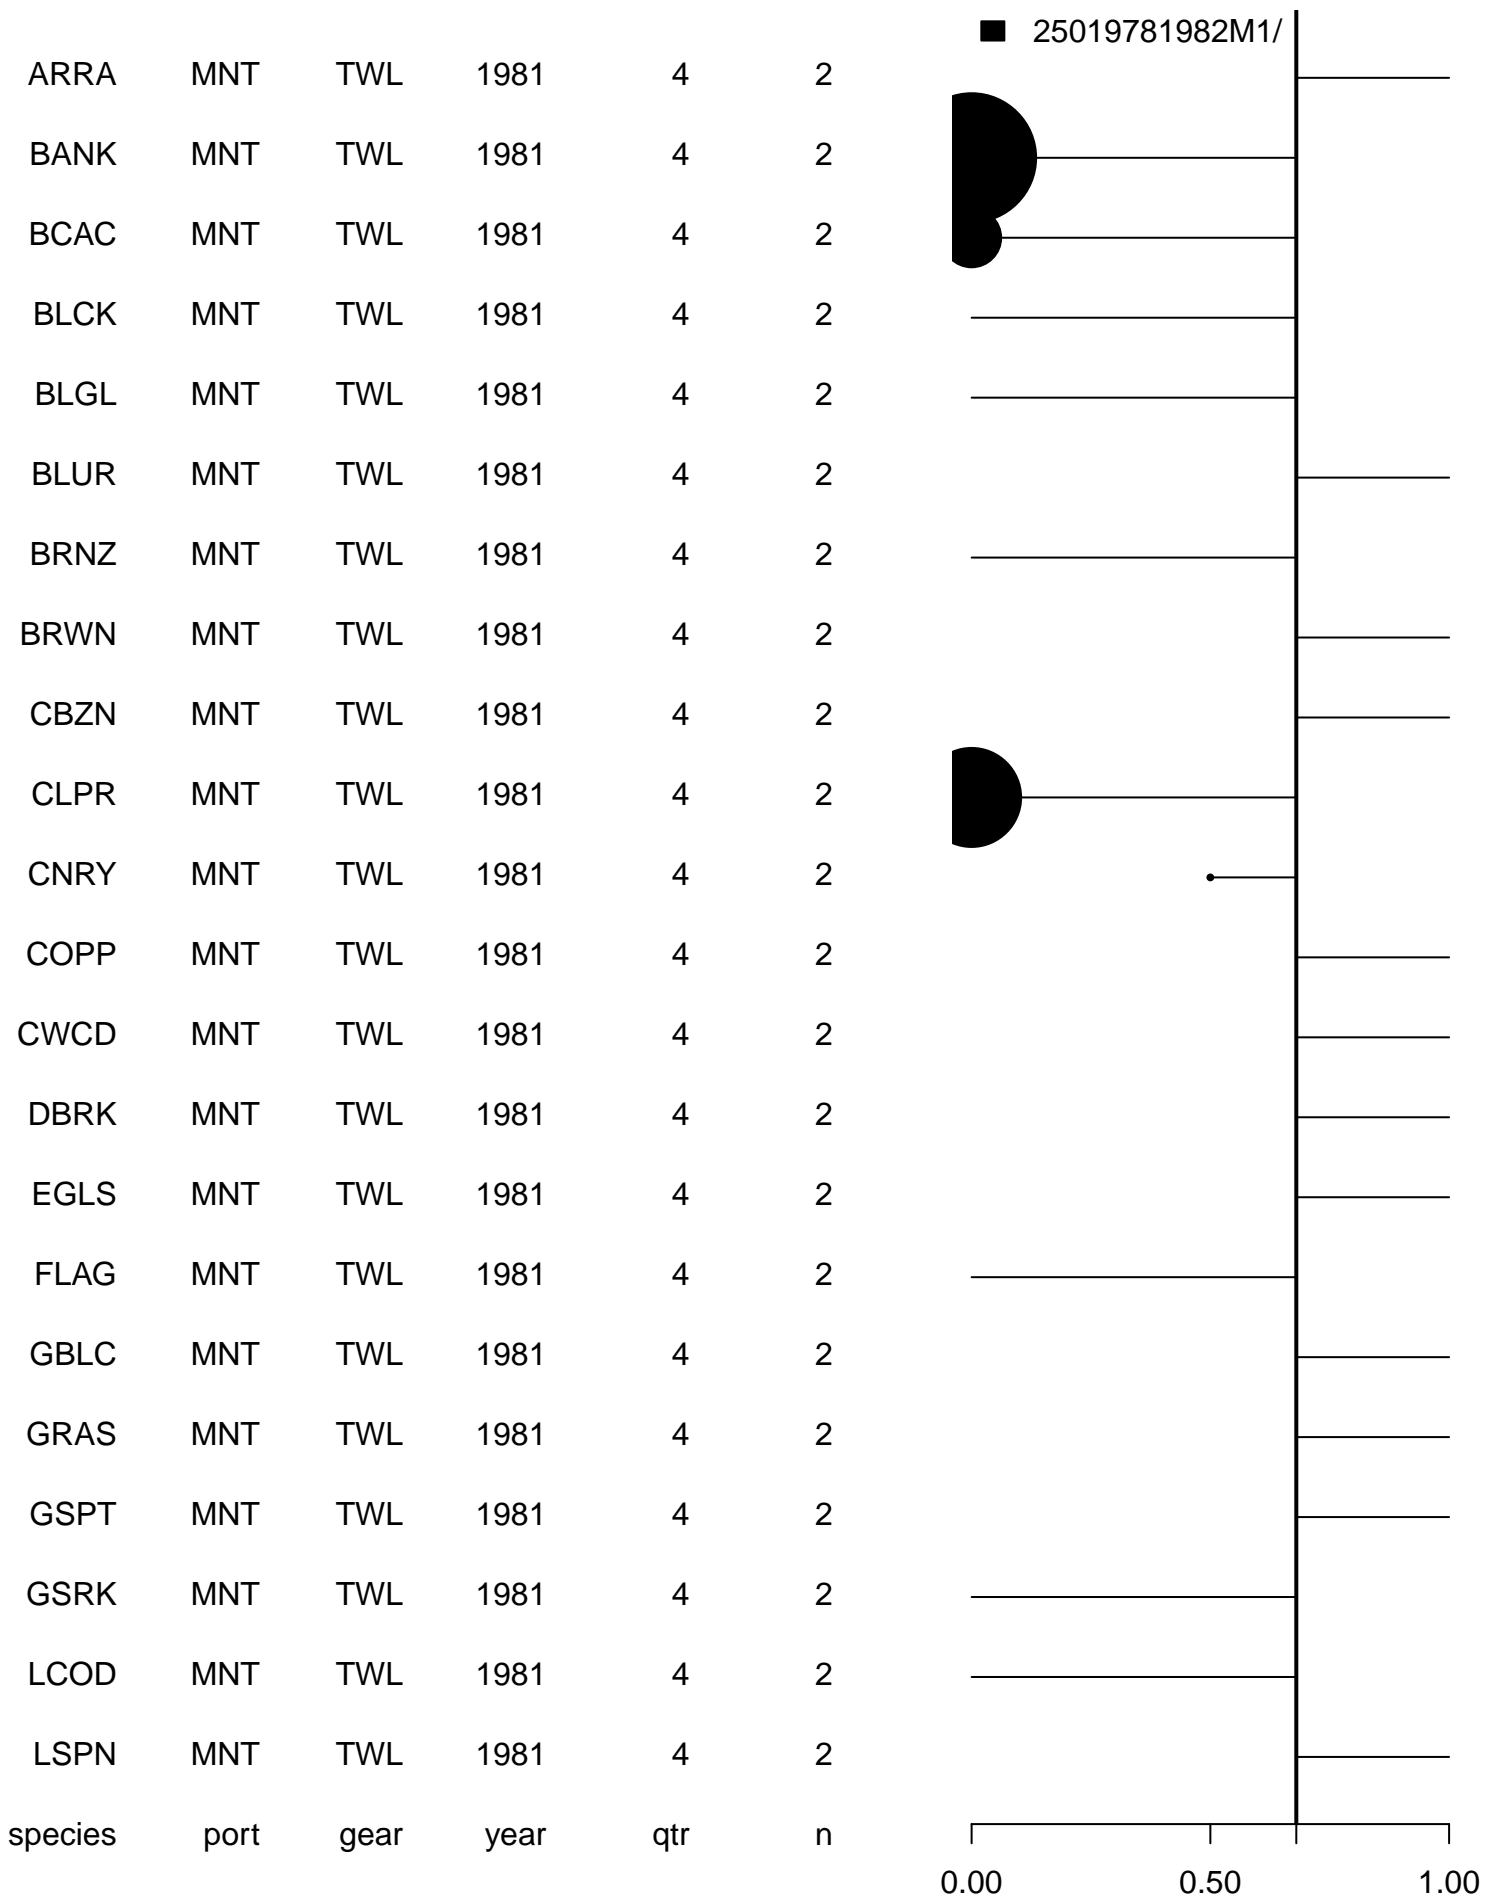 25019781982M1/
ARRA MNT TWL 1981 4 2
BANK MNT TWL 1981 4 2
BCAC MNT TWL 1981 4 2
BLCK MNT TWL 1981 4 2
BLGL MNT TWL 1981 4 2
BLUR MNT TWL 1981 4 2
BRNZ MNT TWL 1981 4 2
BRWN MNT TWL 1981 4 2
CBZN MNT TWL 1981 4 2
CLPR MNT TWL 1981 4 2
CNRY MNT TWL 1981 4 2
COPP MNT TWL 1981 4 2
CWCD MNT TWL 1981 4 2
DBRK MNT TWL 1981 4 2
EGLS MNT TWL 1981 4 2
FLAG MNT TWL 1981 4 2
GBLC MNT TWL 1981 4 2
GRAS MNT TWL 1981 4 2
GSPT MNT TWL 1981 4 2
GSRK MNT TWL 1981 4 2
LCOD MNT TWL 1981 4 2
LSPN MNT TWL 1981 4 2
species port gear year qtr n
0.00 0.50 1.00